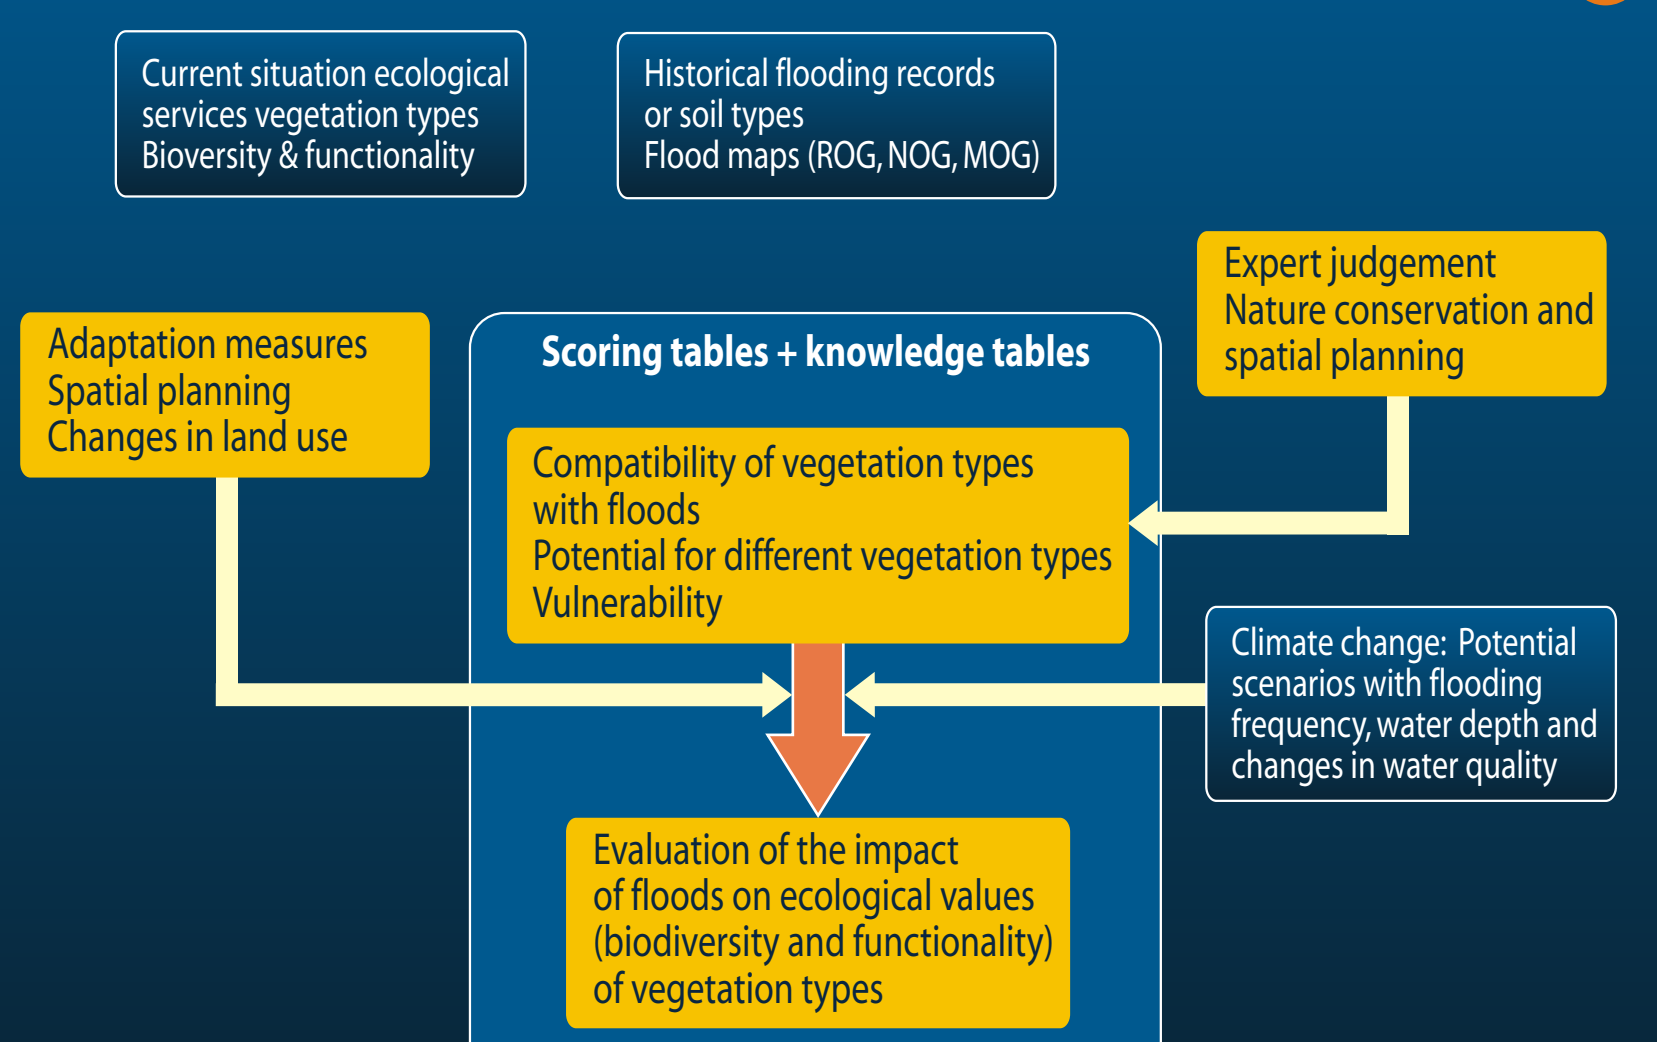 Current situation ecological
services vegetation types
Bioversity & functionality
Historical flooding records
or soil types
Flood maps (ROG, NOG, MOG)
Expert judgement
Nature conservation and
spatial planning
Adaptation measures
Spatial planning
Changes in land use
Scoring tables + knowledge tables
Compatibility of vegetation types
with floods
Potential for different vegetation types
Vulnerability
Climate change: Potential
scenarios with flooding
frequency, water depth and
changes in water quality
Evaluation of the impact
of floods on ecological values
(biodiversity and functionality)
of vegetation types